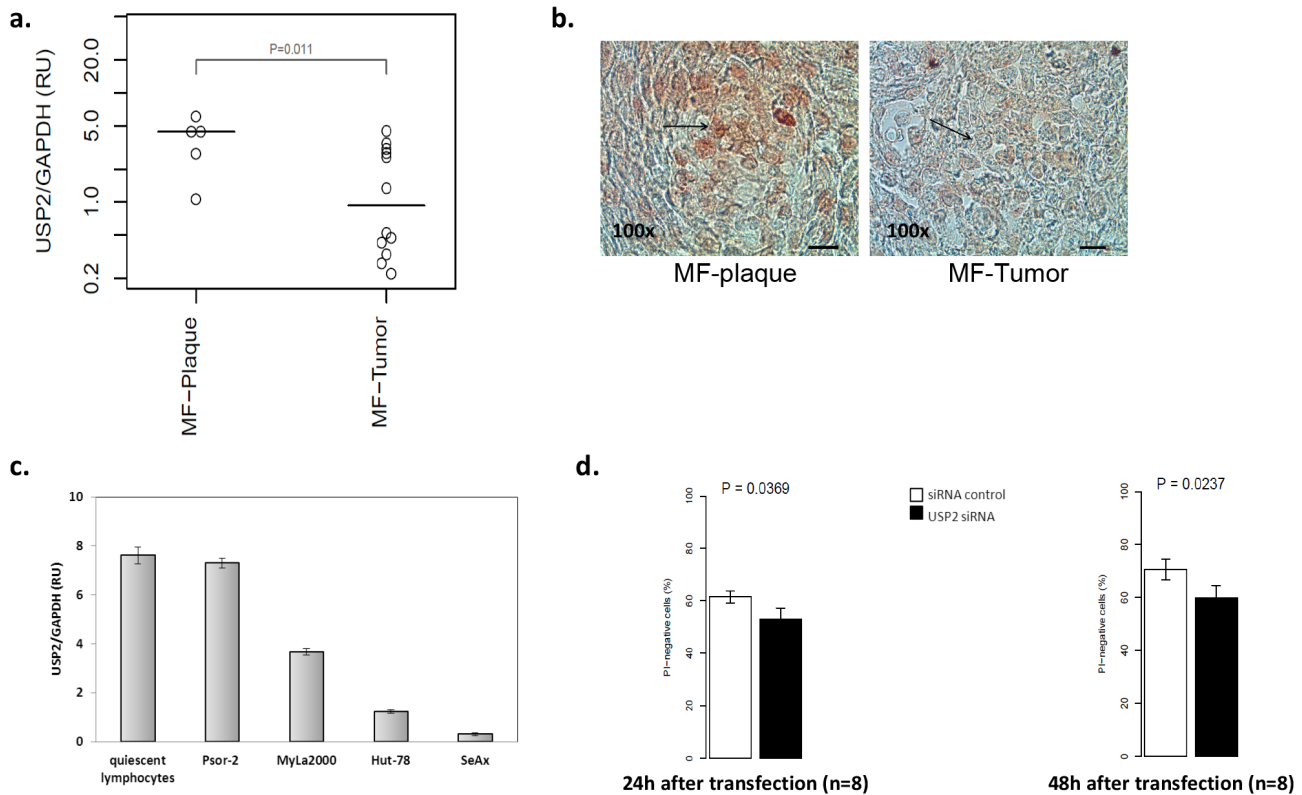 a.
P=0.011
USP2/GAPDH (RU)
20.0
5.0
1.0
0.2
MF−Plaque
MF−Tumor
b.
100x
100x
MF-plaque
MF-Tumor
c.
USP2/GAPDH (RU)
10
8
6
4
2
0
quiescent
lymphocytes
Psor-2
MyLa2000
Hut-78
SeAx
d.
P = 0.0369
PI−negative cells (%)
100
80
60
40
20
0
24h after transfection (n=8)
siRNA control
USP2 siRNA
P = 0.0237
PI−negative cells (%)
100
80
60
40
20
0
48h after transfection (n=8)